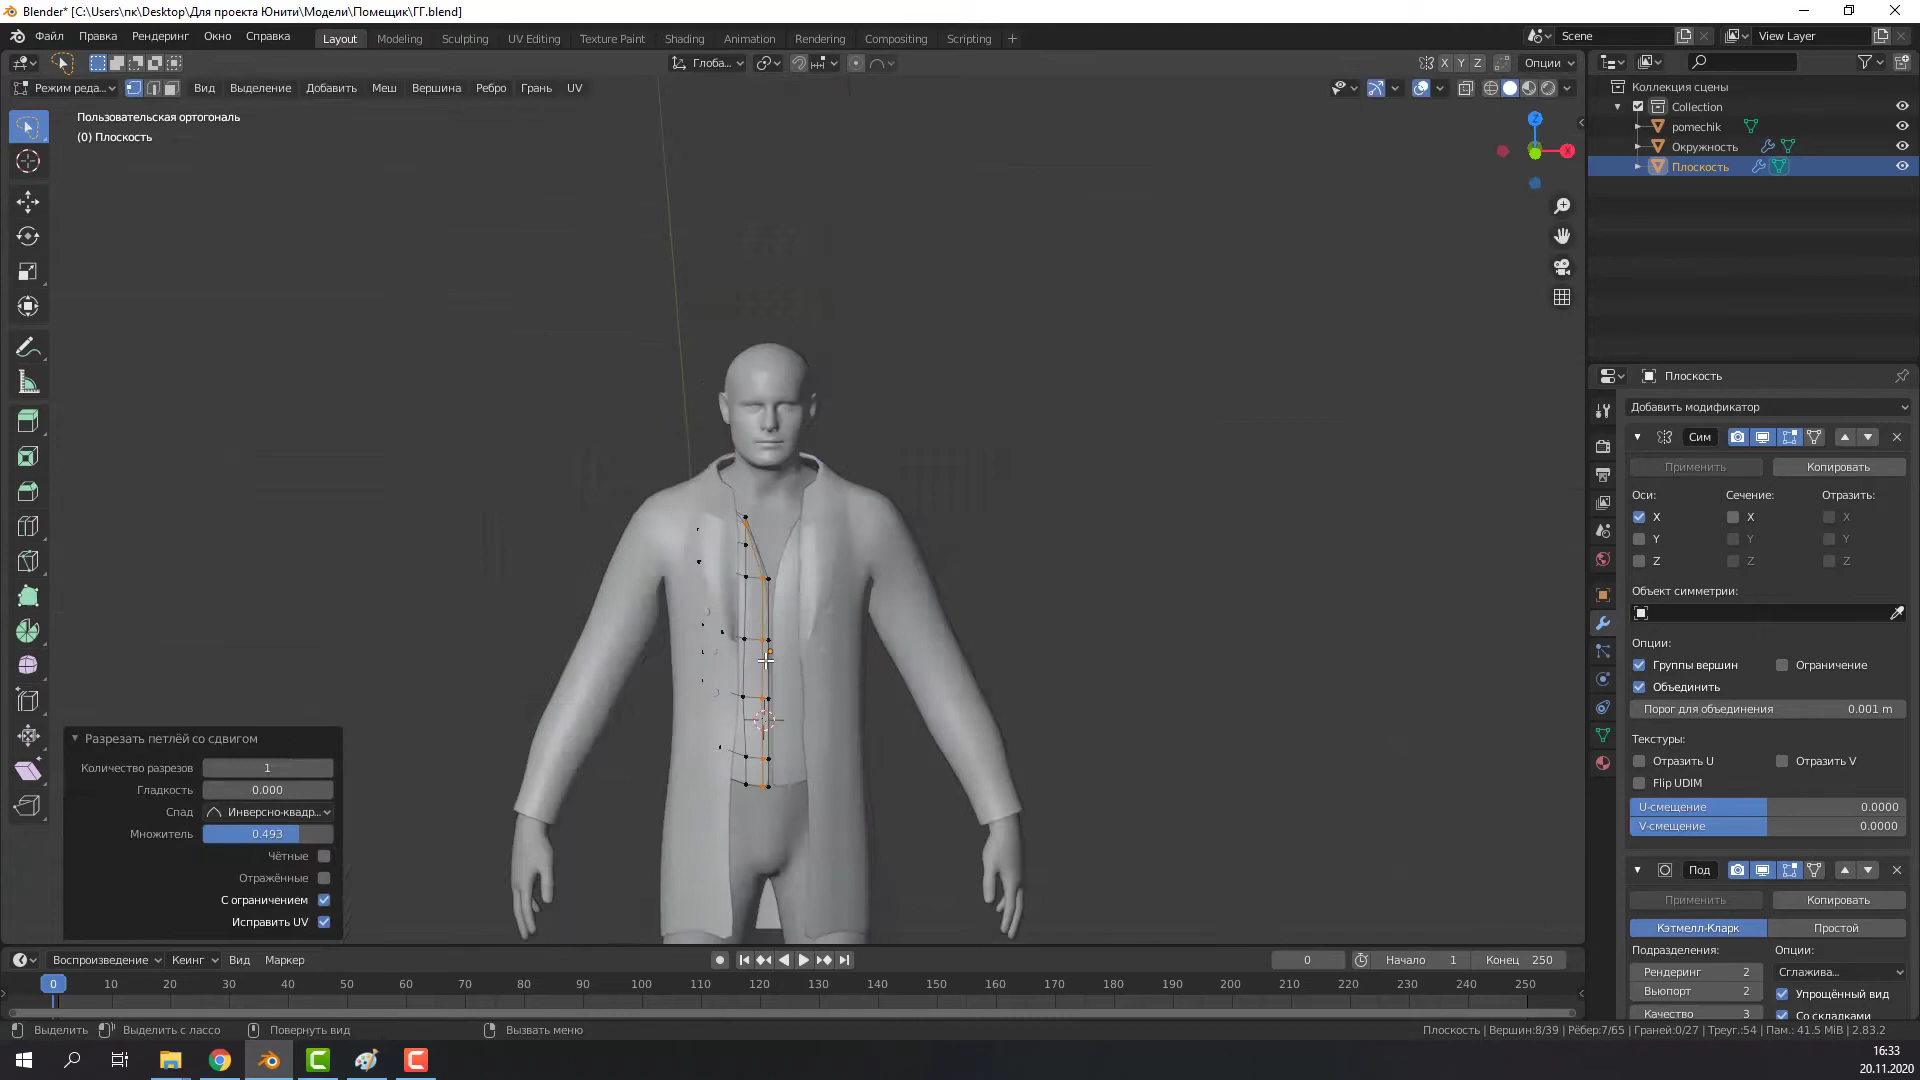 Blender* [C:\Users\пк\Desktop\Для проекта Юнити\Модели\Помещик\ГГ.blend]
Файл Правка Рендеринг Окно Справка Layout Modeling Sculpting UV Editing Texture Paint Shading Animation Rendering Compositing Scripting Scene View Layer
Глоба... X Y Z Опции
Режим реда... Вид Выделение Добавить Меш Вершина Ребро Грань UV
Пользовательская ортогональ
(0) Плоскость
Z
X
Коллекция сцены
Collection
pomechik
Окружность
Плоскость
Плоскость
Добавить модификатор
Сим
Применить Копировать
Оси: Сечение: Отразить:
X X X
Y Y Y
Z Z Z
Объект симметрии:
Опции:
Группы вершин Ограничение
Объединить
Порог для объединения 0.001 m
Текстуры:
Отразить U Отразить V
Flip UDIM
U-смещение 0.0000
V-смещение 0.0000
Под
Применить Копировать
Кэтмелл-Кларк Простой
Подразделения: Опции:
Рендеринг 2 Сглажива...
Вьюпорт 2 Упрощённый вид
Качество 3 Со складками
Разрезать петлёй со сдвигом
Количество разрезов 1
Гладкость 0.000
Спад Инверсно-квадр...
Множитель 0.493
Чётные
Отражённые
С ограничением
Исправить UV
Воспроизведение Кеинг Вид Маркер 0 Начало 1 Конец 250
0 10 20 30 40 50 60 70 80 90 100 110 120 130 140 150 160 170 180 190 200 210 220 230 240 250
Выделить Выделить с лассо Повернуть вид Вызвать меню Плоскость | Вершин:8/39 | Рёбер:7/65 | Граней:0/27 | Треуг.:54 | Пам.: 41.5 MiB | 2.83.2
16:33
20.11.2020